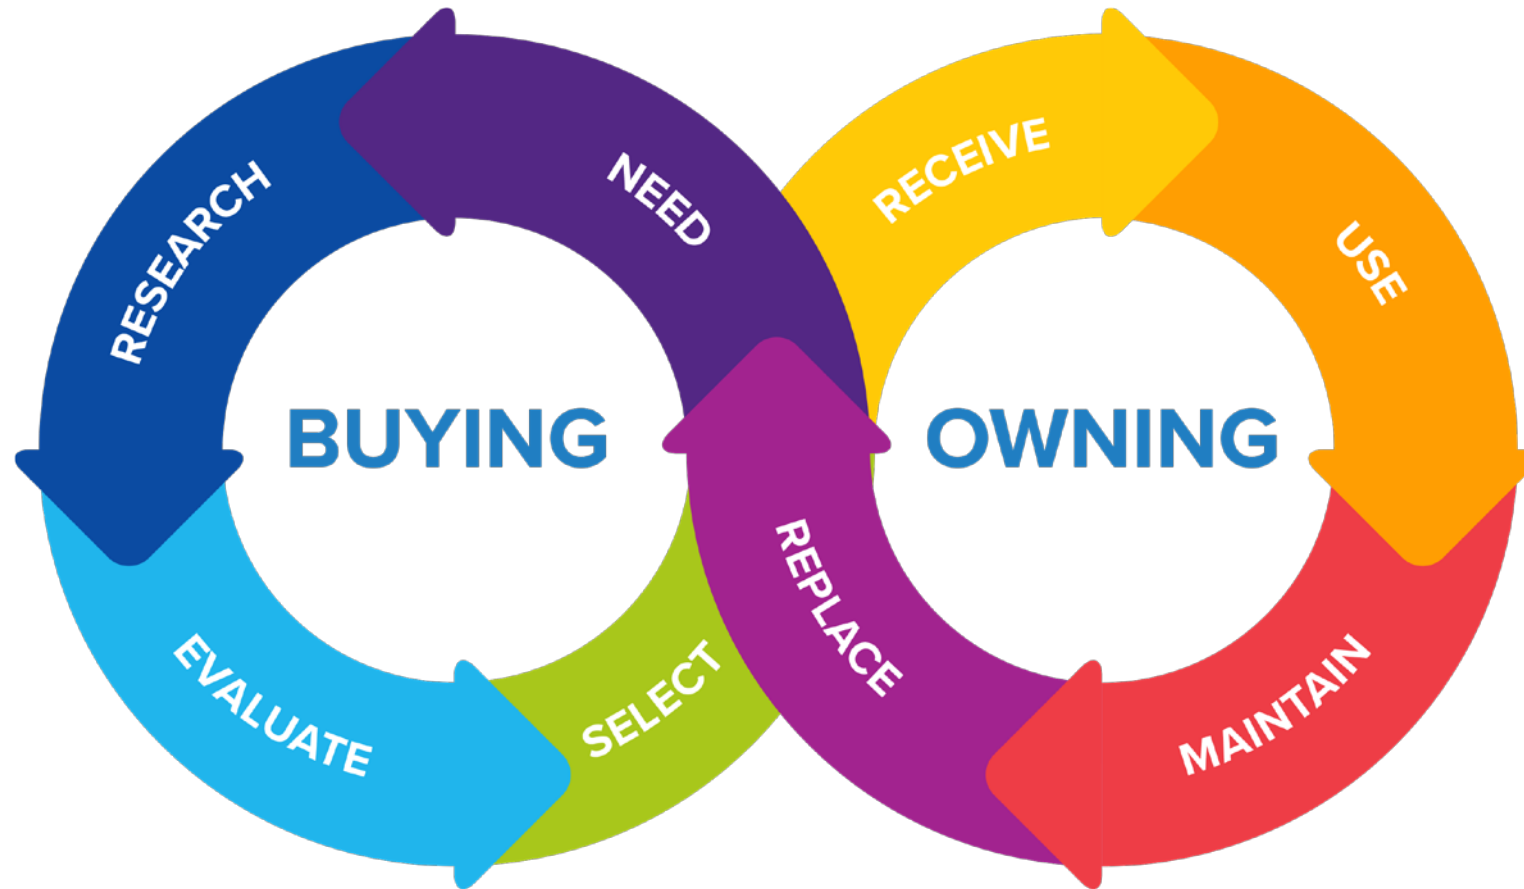 NEED
RESEARCH
EVALUATE
SELECT
BUYING
RECEIVE
USE
MAINTAIN
REPLACE
OWNING